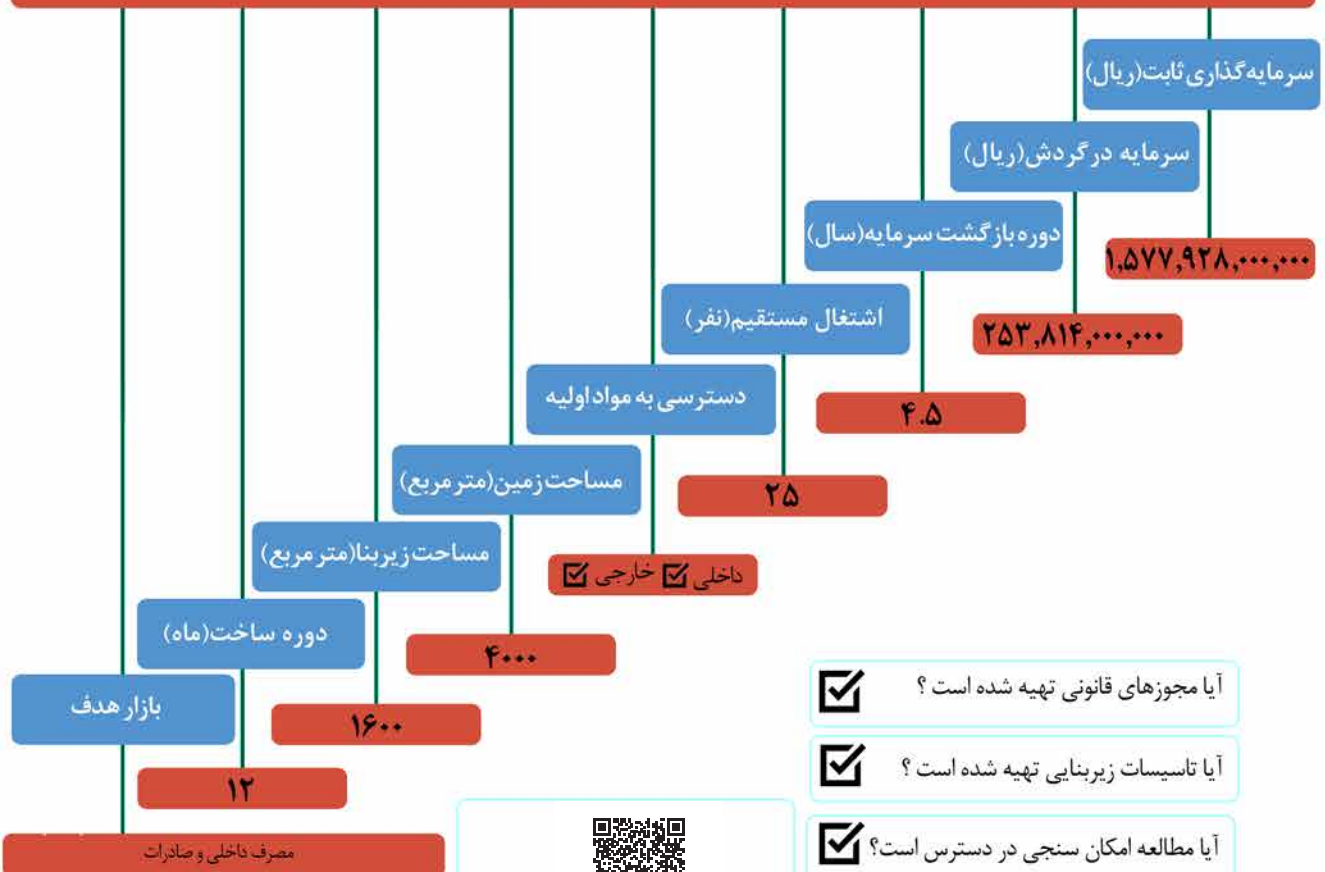 سرمایه‌گذاری ثابت(ریال)
۱,۵۷۷,۹۲۸,۰۰۰,۰۰۰
سرمایه در گردش(ریال)
۲۵۳,۸۱۴,۰۰۰,۰۰۰
دوره بازگشت سرمایه(سال)
۴.۵
اشتغال مستقیم(نفر)
۲۵
دسترسی به مواد اولیه
داخلی ☑ خارجی ☑
مساحت زمین(متر مربع)
۴۰۰۰
مساحت زیربنا(متر مربع)
۱۶۰۰
دوره ساخت(ماه)
۱۲
بازار هدف
مصرف داخلی و صادرات
آیا مجوزهای قانونی تهیه شده است ؟ ☑
آیا تاسیسات زیربنایی تهیه شده است ؟ ☑
آیا مطالعه امکان سنجی در دسترس است؟ ☑